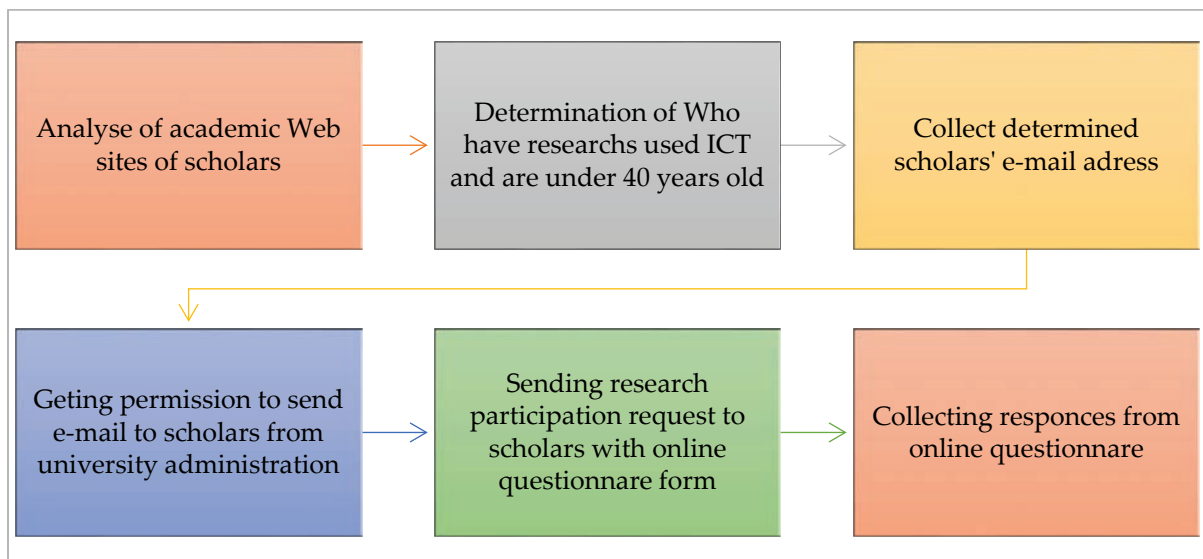 Analyse of academic Web
sites of scholars
Determination of Who
have researchs used ICT
and are under 40 years old
Collect determined
scholars' e-mail adress
Geting permission to send
e-mail to scholars from
university administration
Sending research
participation request to
scholars with online
questionnare form
Collecting responces from
online questionnare